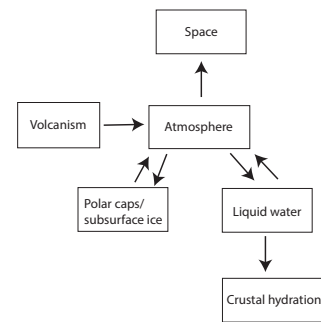 Space
Volcanism
Atmosphere
Polar caps/
subsurface ice
Liquid water
Crustal hydration